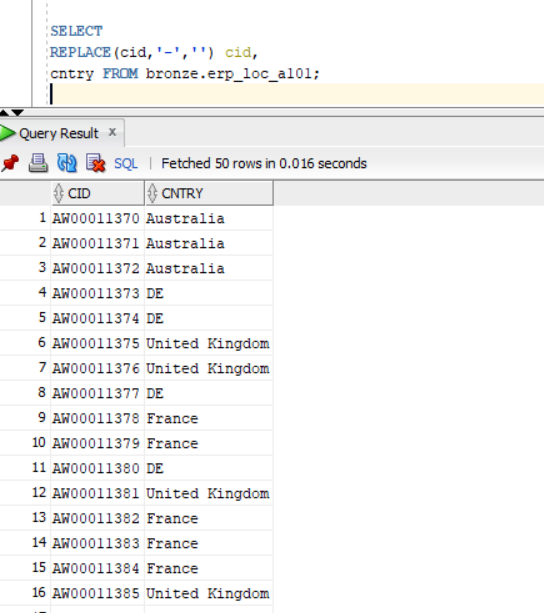 SELECT
REPLACE(cid,'-','') cid,
cntry FROM bronze.erp_loc_a101;
Query Result x
SQL | Fetched 50 rows in 0.016 seconds
CID CNTRY
1 AW00011370 Australia
2 AW00011371 Australia
3 AW00011372 Australia
4 AW00011373 DE
5 AW00011374 DE
6 AW00011375 United Kingdom
7 AW00011376 United Kingdom
8 AW00011377 DE
9 AW00011378 France
10 AW00011379 France
11 AW00011380 DE
12 AW00011381 United Kingdom
13 AW00011382 France
14 AW00011383 France
15 AW00011384 France
16 AW00011385 United Kingdom